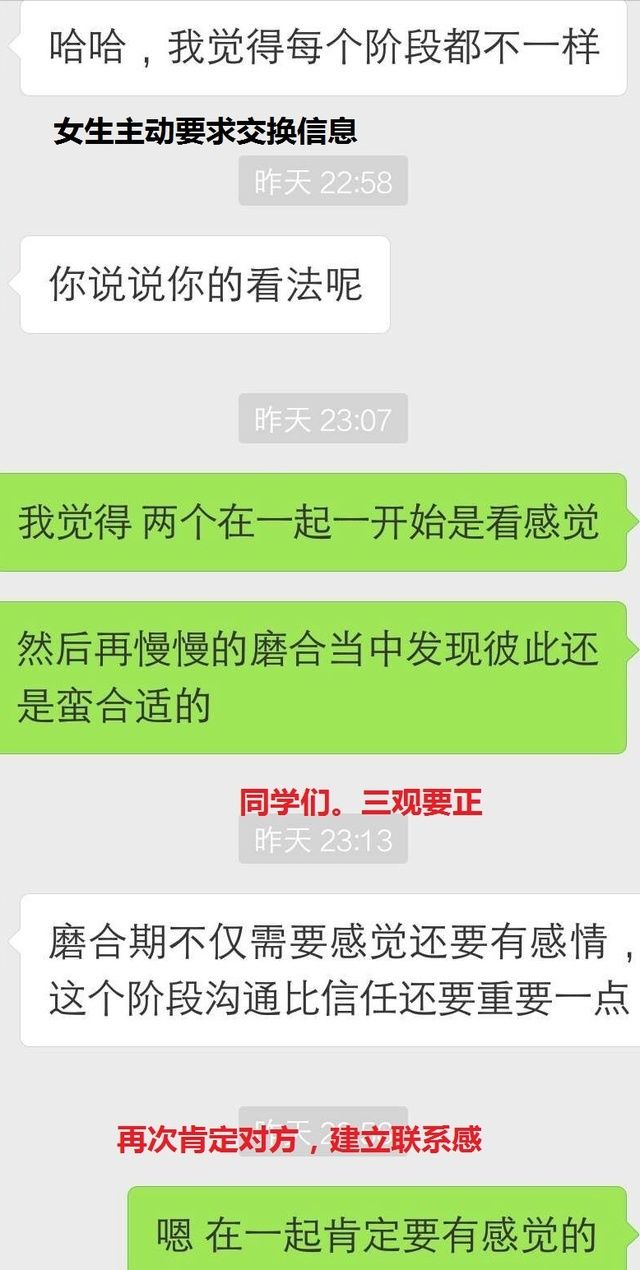 哈哈，我觉得每个阶段都不一样
女生主动要求交换信息
昨天 22:58
你说说你的看法呢
昨天 23:07
我觉得 两个在一起一开始是看感觉
然后再慢慢的磨合当中发现彼此还
是蛮合适的
同学们。三观要正
昨天 23:13
磨合期不仅需要感觉还要有感情，
这个阶段沟通比信任还要重要一点
再次肯定对方，建立联系感
嗯 在一起肯定要有感觉的